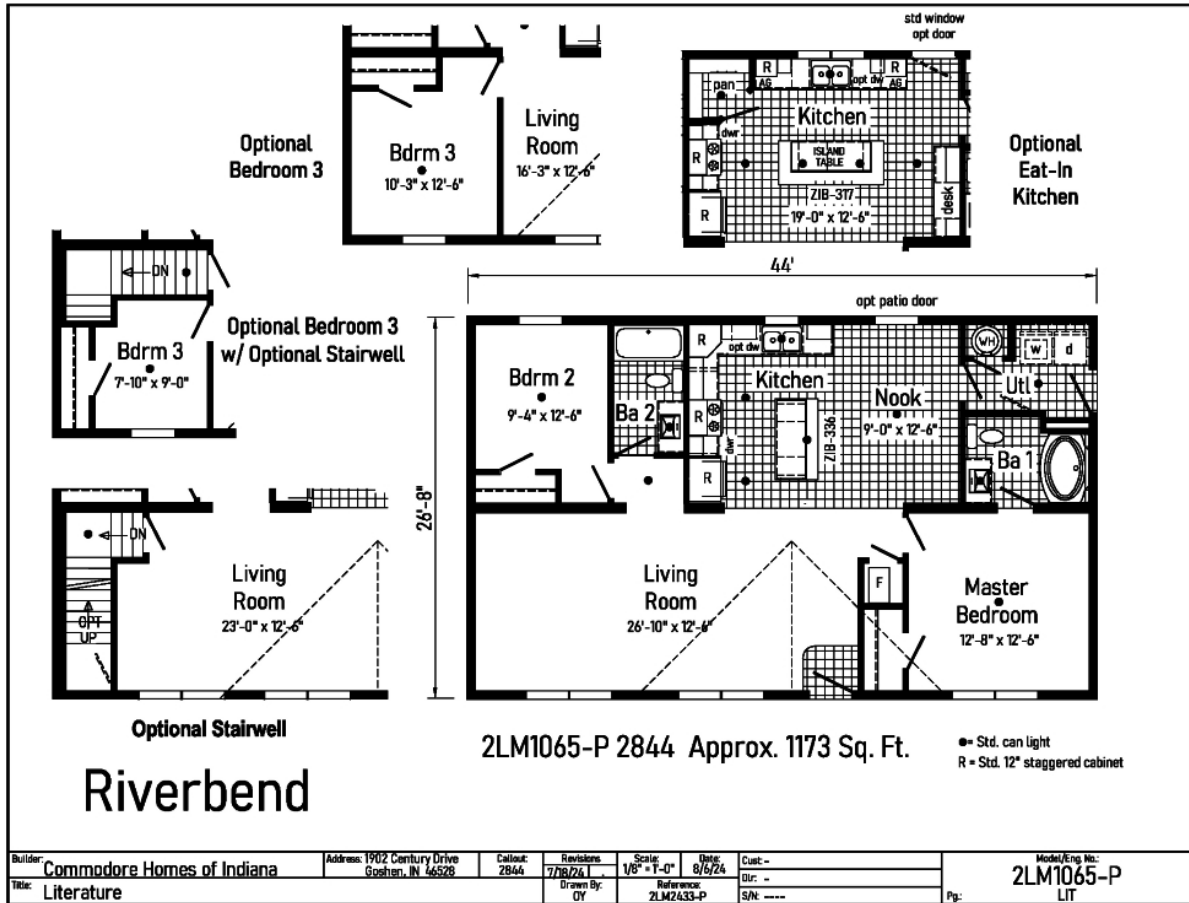 std window
opt door
Optional
Bedroom 3
Bdrm 3
10'-3" x 12'-6"
Living
Room
16'-3" x 12'-6"
pan
R
AG
opt dw
R
AG
Kitchen
dwr
R
ISLAND
TABLE
ZIB-317
19'-0" x 12'-6"
R
desk
Optional
Eat-In
Kitchen
DN
Bdrm 3
7'-10" x 9'-0"
Optional Bedroom 3
w/ Optional Stairwell
44'
opt patio door
26'-8"
Bdrm 2
9'-4" x 12'-6"
Ba 2
R
opt dw
Kitchen
R
dwr
R
ZIB-336
Nook
9'-0" x 12'-6"
WH
w
d
Utl
Ba 1
Living
Room
26'-10" x 12'-6"
F
Master
Bedroom
12'-8" x 12'-6"
DN
OPT
UP
Living
Room
23'-0" x 12'-6"
Optional Stairwell
2LM1065-P 2844 Approx. 1173 Sq. Ft.
●= Std. can light
R = Std. 12" staggered cabinet
Riverbend
Builder: Commodore Homes of Indiana
Address: 1902 Century Drive
Goshen, IN 46528
Callout:
2844
Revisions
7/18/24
Scale:
1/8" = 1'-0"
Date:
8/6/24
Cust: -
Dlr: -
S/N: ----
Model/Eng. No.:
2LM1065-P
Title: Literature
Drawn By:
OY
Reference:
2LM2433-P
Pg.: LIT